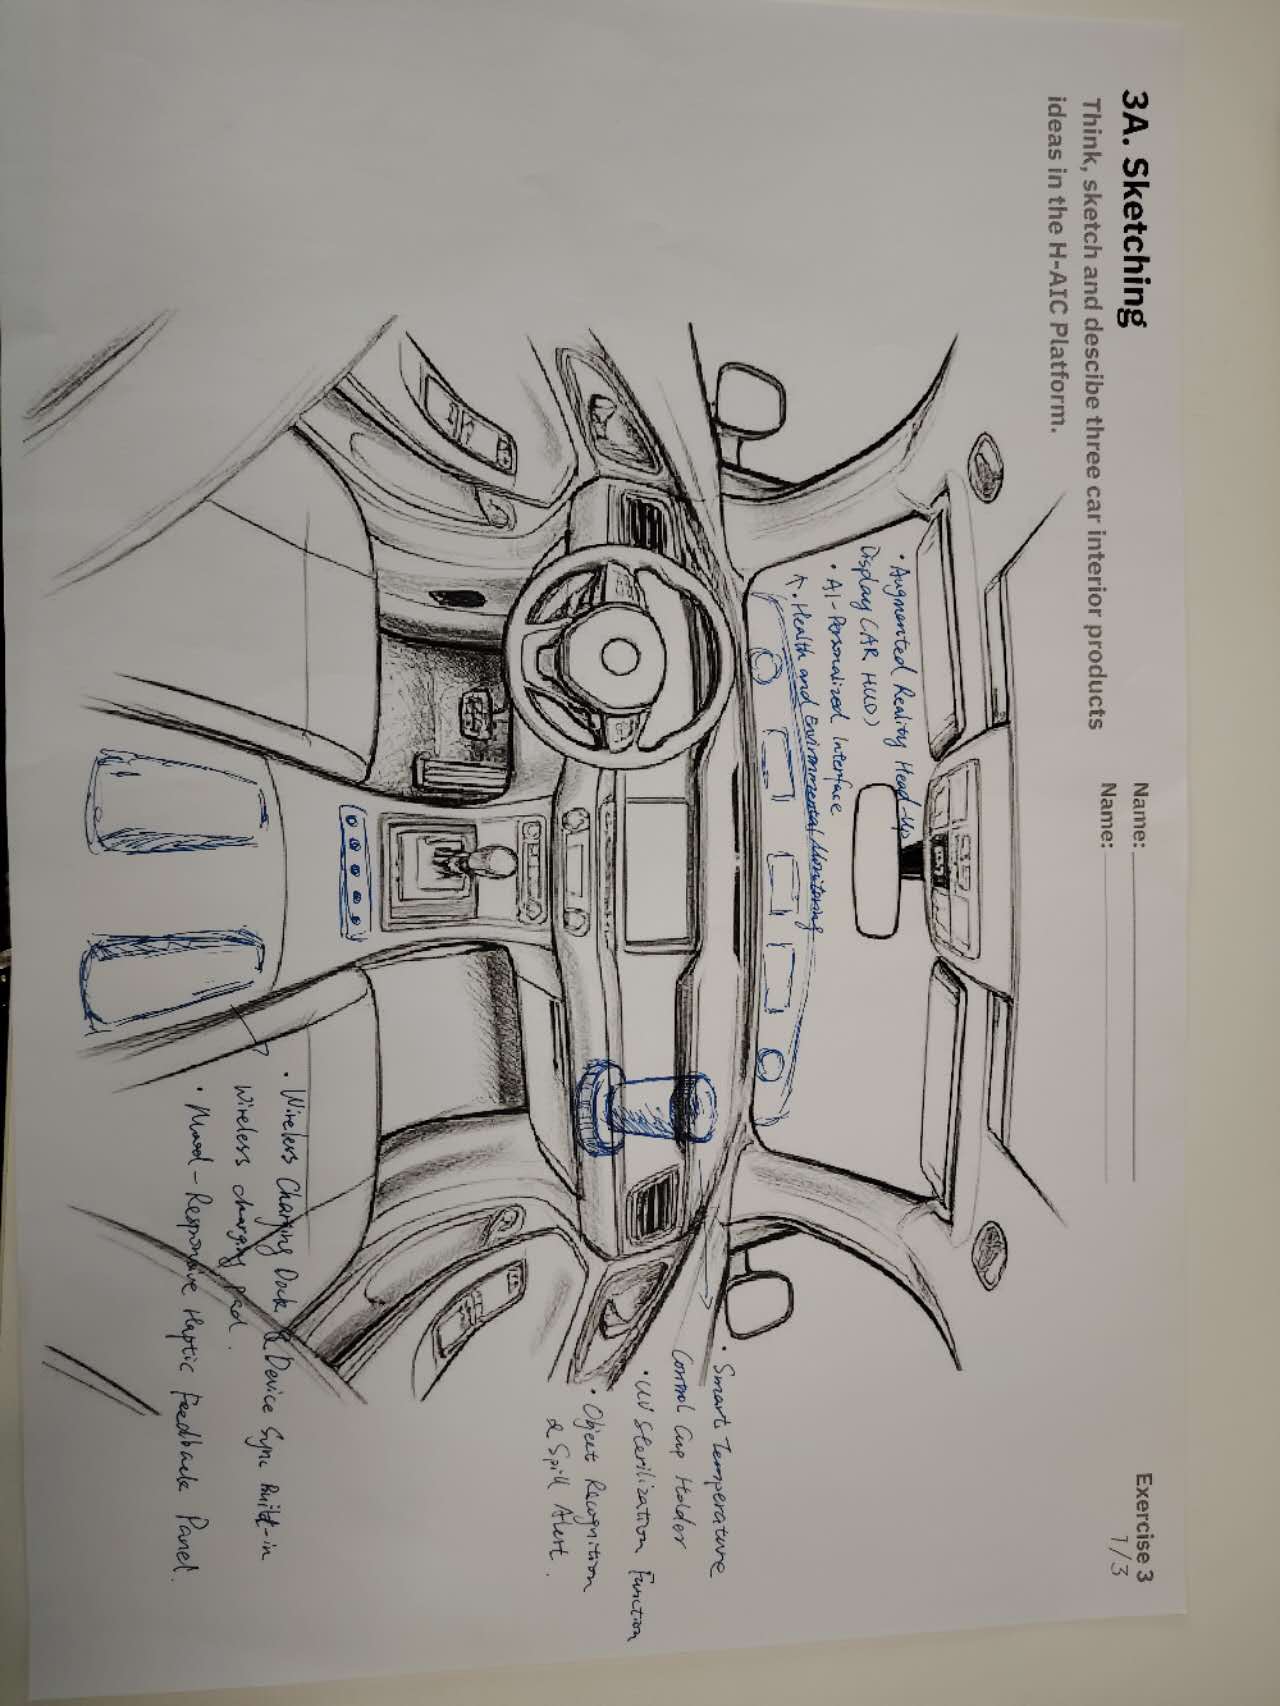 3A. Sketching
Think, sketch and descibe three car interior products
ideas in the H-AIC Platform.
Name:
Name:
Exercise 3
1/3
• Augmented Reality Head-Up
Display (AR HUD)
• AI-Personalized Interface
↑ • Health and Environmental Monitoring
• Smart Temperature
Control Cup Holder
• UV Sterilization Function
• Object Recognition
& Spill Alert.
• Wireless Charging Dock & Device Sync Built-in
Wireless charging pad.
• Mood-Responsive Haptic Feedback Panel.